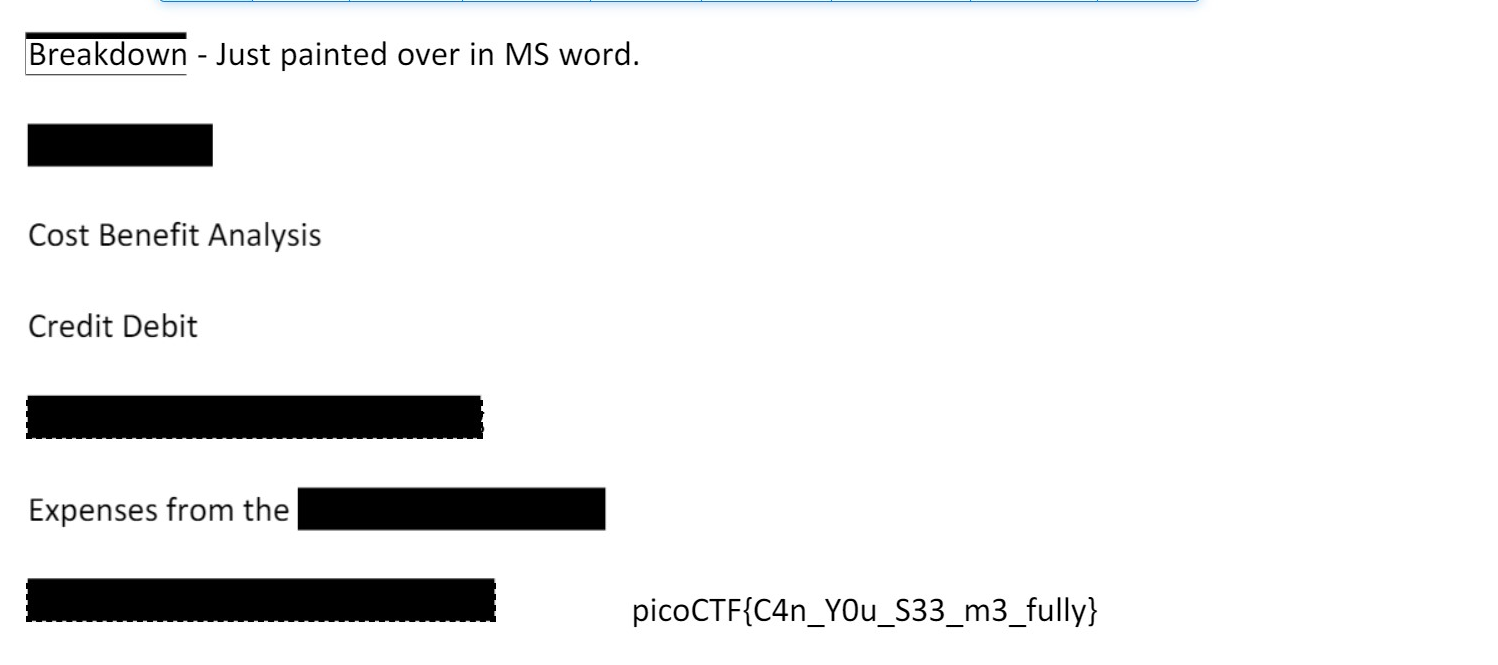 Breakdown - Just painted over in MS word.
Cost Benefit Analysis
Credit Debit
Expenses from the
picoCTF{C4n_Y0u_S33_m3_fully}